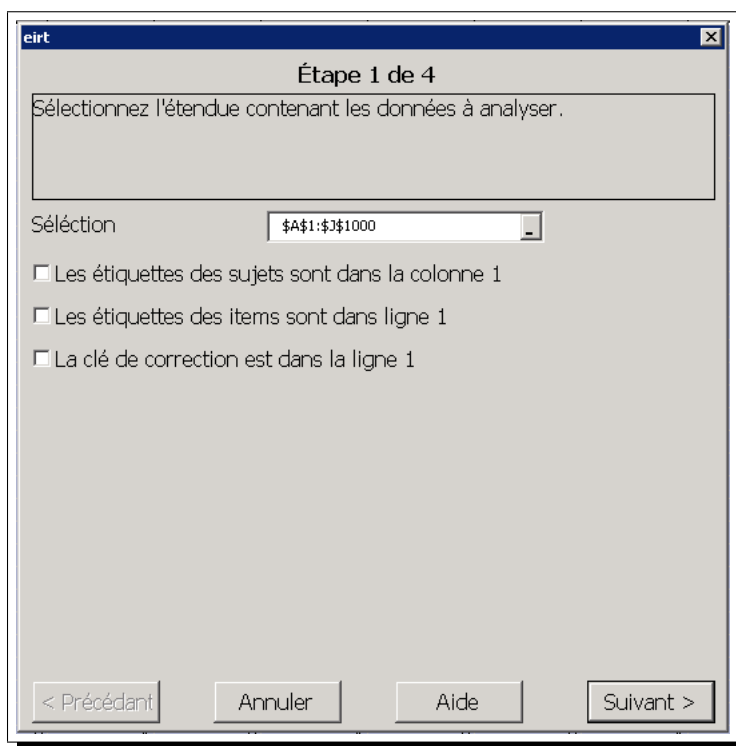 eirt
Étape 1 de 4
Sélectionnez l'étendue contenant les données à analyser.
Séléction
$A$1:$J$1000
Les étiquettes des sujets sont dans la colonne 1
Les étiquettes des items sont dans ligne 1
La clé de correction est dans la ligne 1
< Précédant
Annuler
Aide
Suivant >